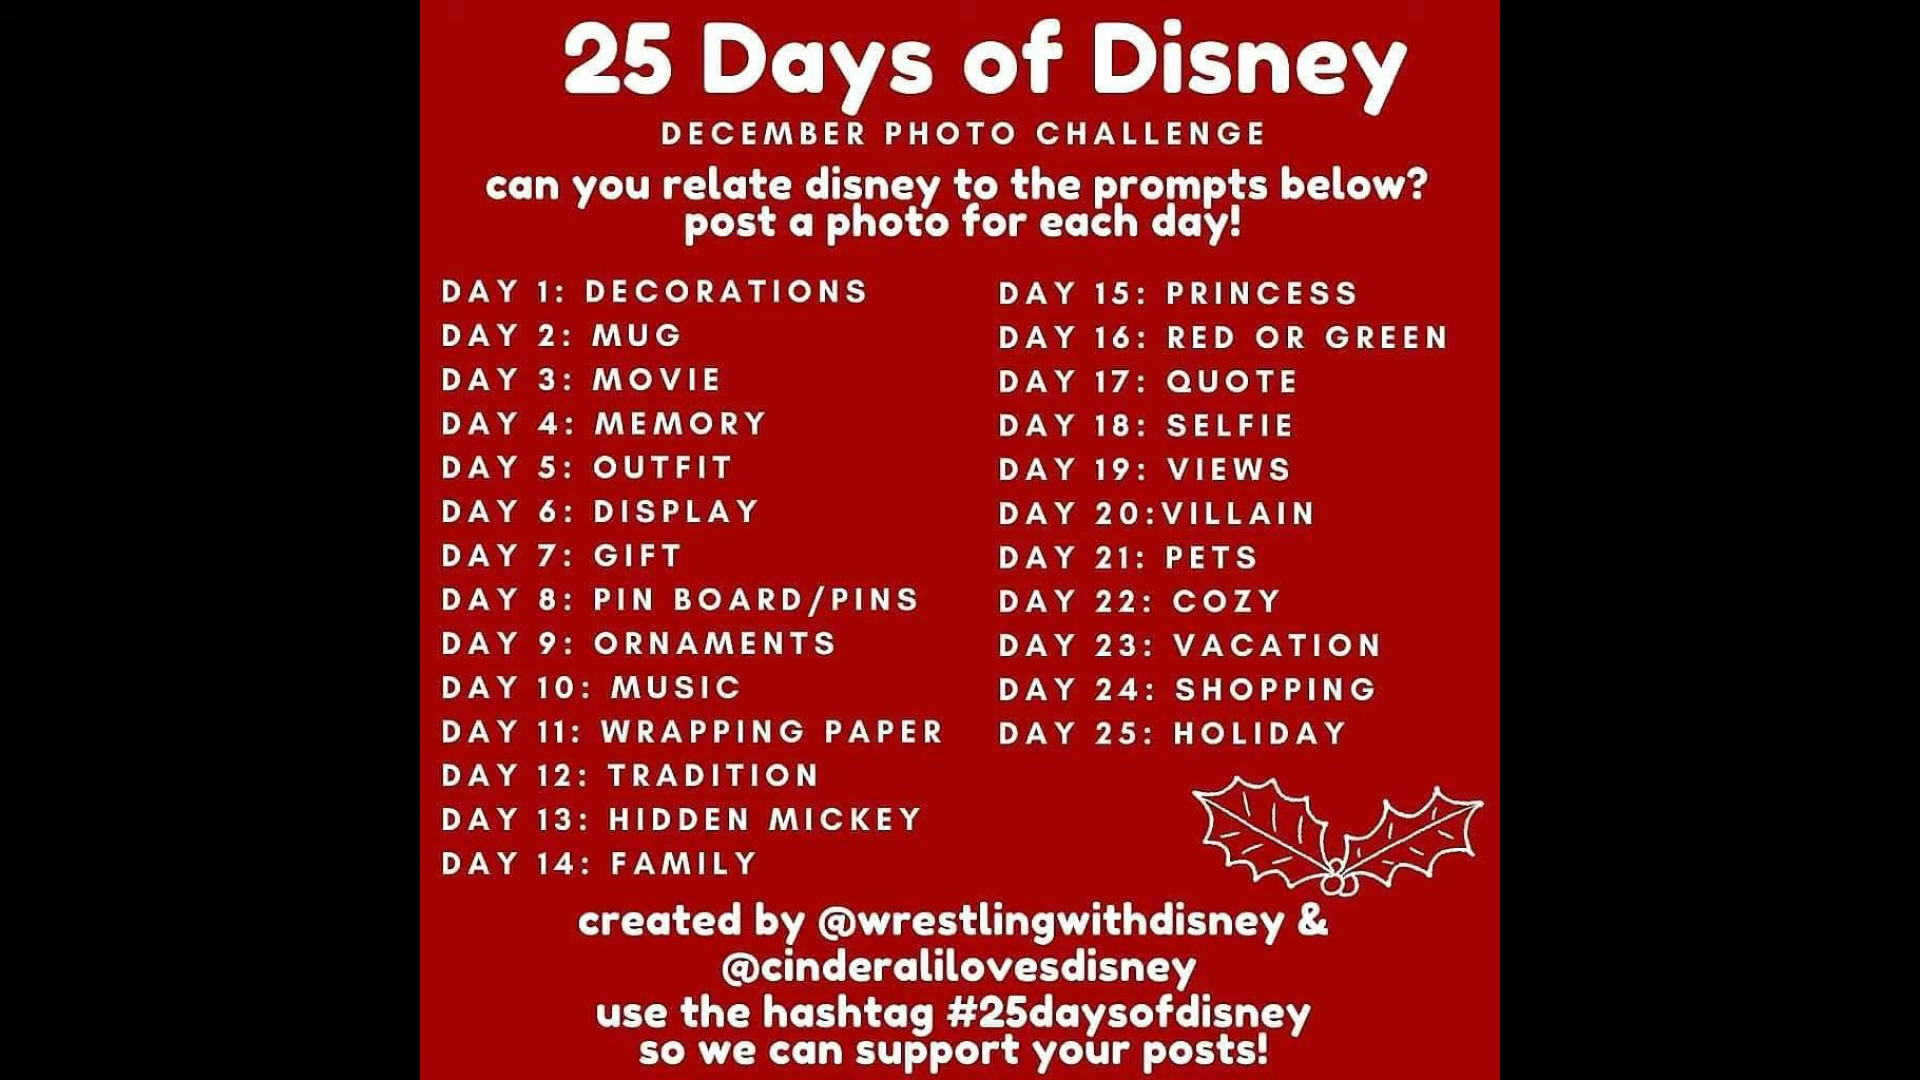 25 Days of Disney
DECEMBER PHOTO CHALLENGE
can you relate disney to the prompts below?
post a photo for each day!
DAY 1: DECORATIONS
DAY 2: MUG
DAY 3: MOVIE
DAY 4: MEMORY
DAY 5: OUTFIT
DAY 6: DISPLAY
DAY 7: GIFT
DAY 8: PIN BOARD/PINS
DAY 9: ORNAMENTS
DAY 10: MUSIC
DAY 11: WRAPPING PAPER
DAY 12: TRADITION
DAY 13: HIDDEN MICKEY
DAY 14: FAMILY
DAY 15: PRINCESS
DAY 16: RED OR GREEN
DAY 17: QUOTE
DAY 18: SELFIE
DAY 19: VIEWS
DAY 20:VILLAIN
DAY 21: PETS
DAY 22: COZY
DAY 23: VACATION
DAY 24: SHOPPING
DAY 25: HOLIDAY
created by @wrestlingwithdisney &
@cinderalilovesdisney
use the hashtag #25daysofdisney
so we can support your posts!